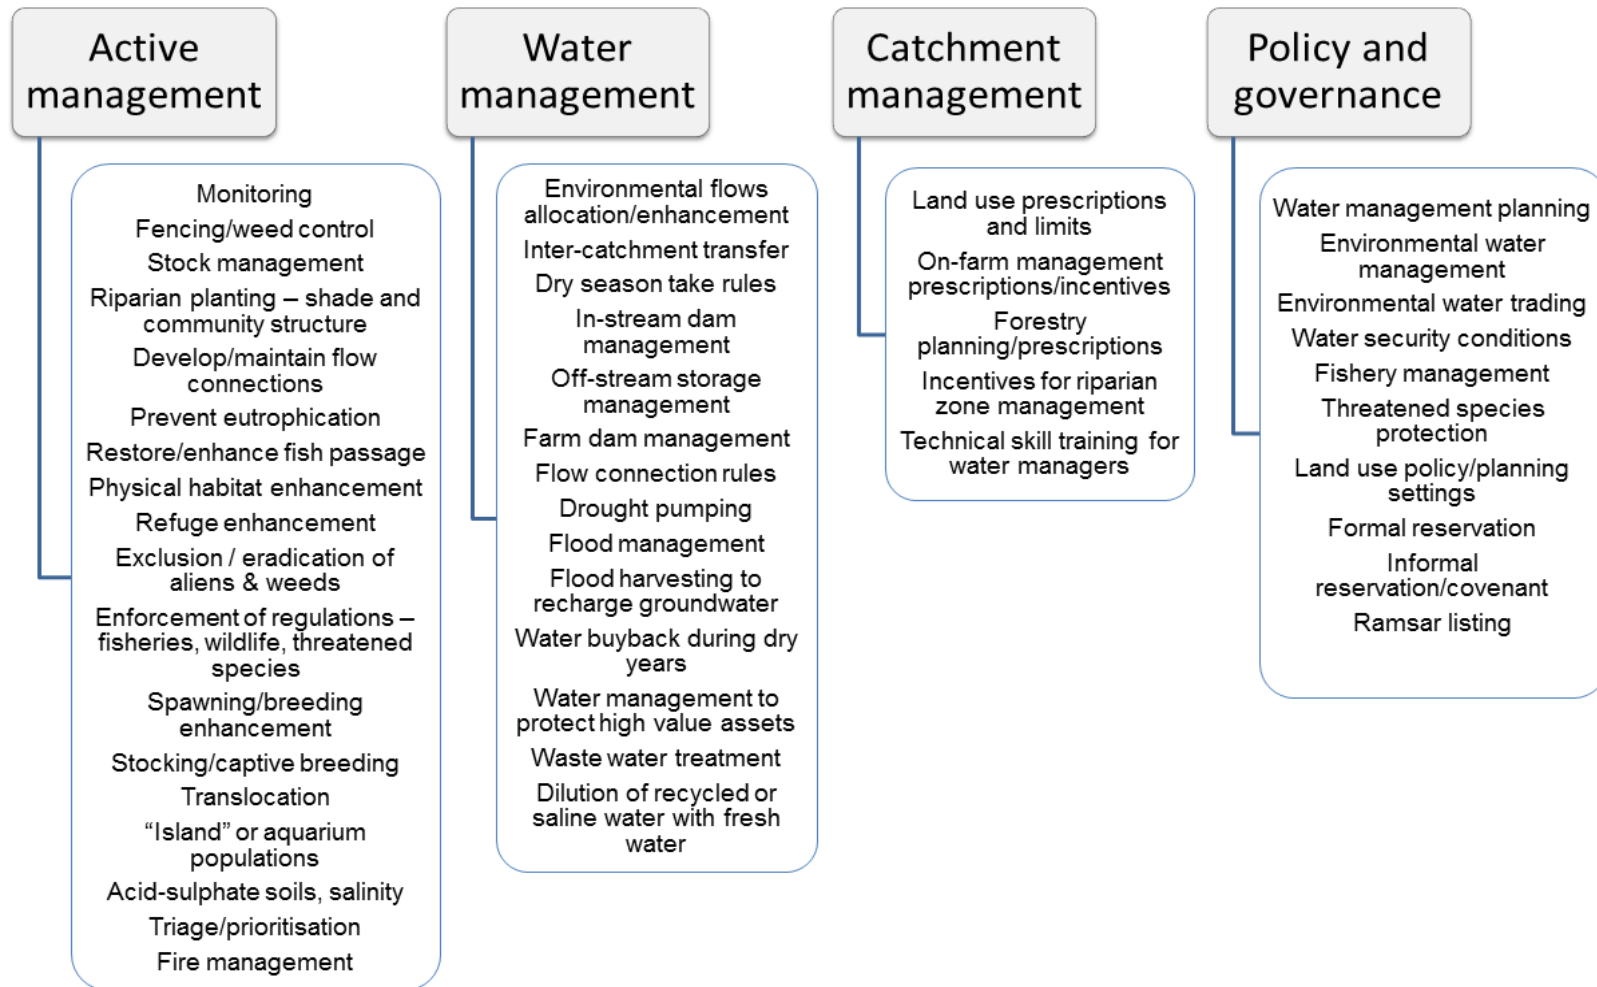 Active
management
Monitoring
Fencing/weed control
Stock management
Riparian planting – shade and
community structure
Develop/maintain flow
connections
Prevent eutrophication
Restore/enhance fish passage
Physical habitat enhancement
Refuge enhancement
Exclusion / eradication of
aliens & weeds
Enforcement of regulations –
fisheries, wildlife, threatened
species
Spawning/breeding
enhancement
Stocking/captive breeding
Translocation
“Island” or aquarium
populations
Acid-sulphate soils, salinity
Triage/prioritisation
Fire management
Water
management
Environmental flows
allocation/enhancement
Inter-catchment transfer
Dry season take rules
In-stream dam
management
Off-stream storage
management
Farm dam management
Flow connection rules
Drought pumping
Flood management
Flood harvesting to
recharge groundwater
Water buyback during dry
years
Water management to
protect high value assets
Waste water treatment
Dilution of recycled or
saline water with fresh
water
Catchment
management
Land use prescriptions
and limits
On-farm management
prescriptions/incentives
Forestry
planning/prescriptions
Incentives for riparian
zone management
Technical skill training for
water managers
Policy and
governance
Water management planning
Environmental water
management
Environmental water trading
Water security conditions
Fishery management
Threatened species
protection
Land use policy/planning
settings
Formal reservation
Informal
reservation/covenant
Ramsar listing